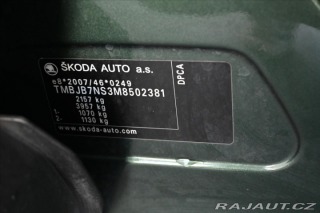 ŠKODA AUTO a.s.
e8*2007/46*0249
TMBJB7NS3M8502381
2157 kg
3957 kg
1- 1070 kg
2- 1130 kg
www.skoda-auto.com
DPCA
RAJAUT.CZ